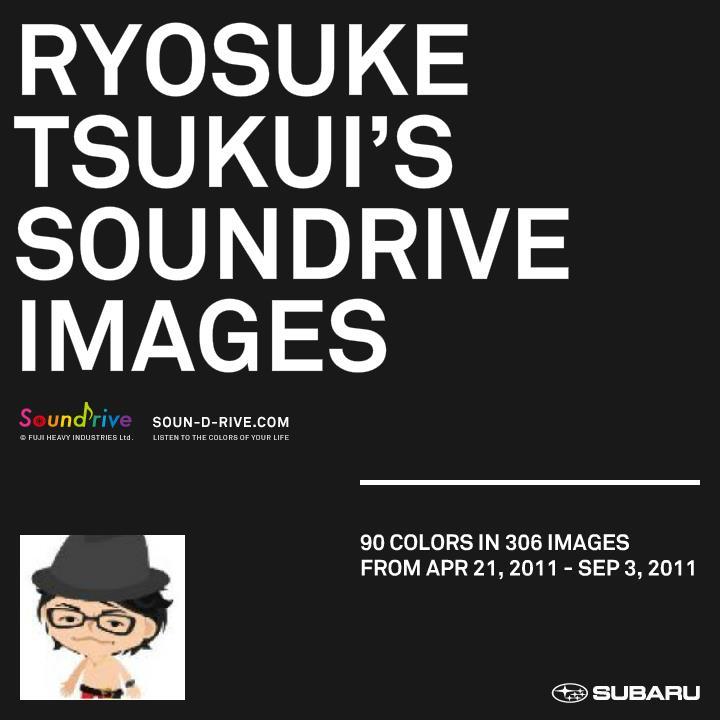 RYOSUKE
TSUKUI’S
SOUNDRIVE
IMAGES
Soundrive
© FUJI HEAVY INDUSTRIES Ltd.
SOUN-D-RIVE.COM
LISTEN TO THE COLORS OF YOUR LIFE
90 COLORS IN 306 IMAGES
FROM APR 21, 2011 - SEP 3, 2011
SUBARU